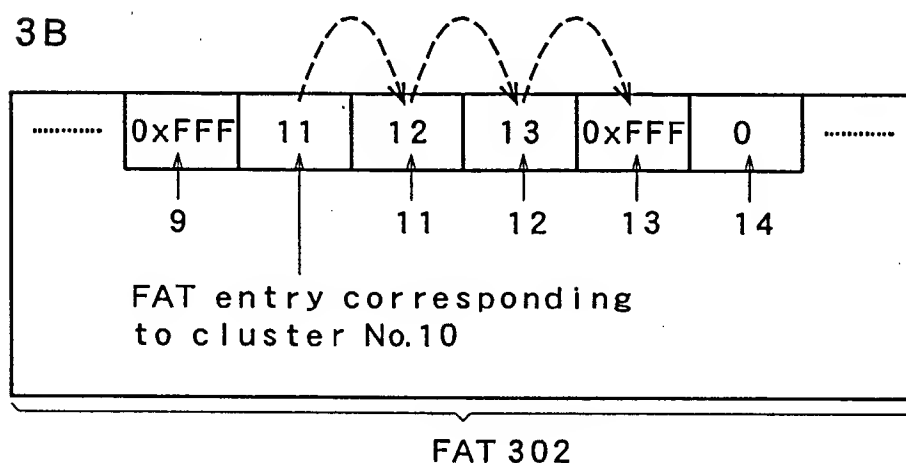 3B
0xFFF 11 12 13 0xFFF 0
9 11 12 13 14
FAT entry corresponding
to cluster No.10
FAT 302